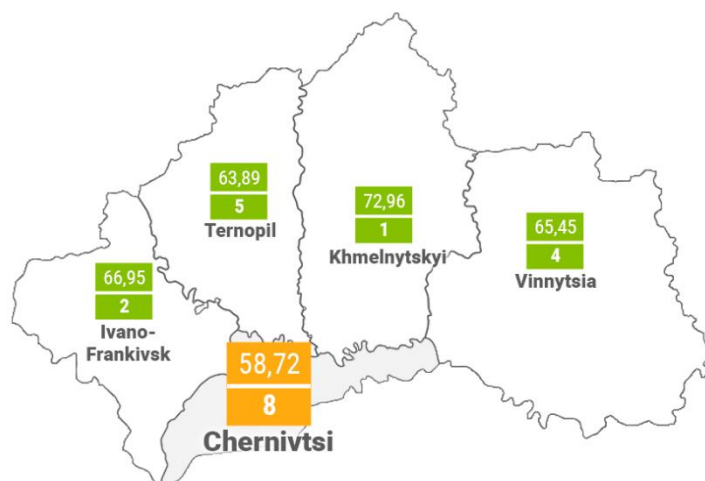 63,89
5
Ternopil
72,96
1
Khmelnytskyi
65,45
4
Vinnytsia
66,95
2
Ivano-
Frankivsk
58,72
8
Chernivtsi